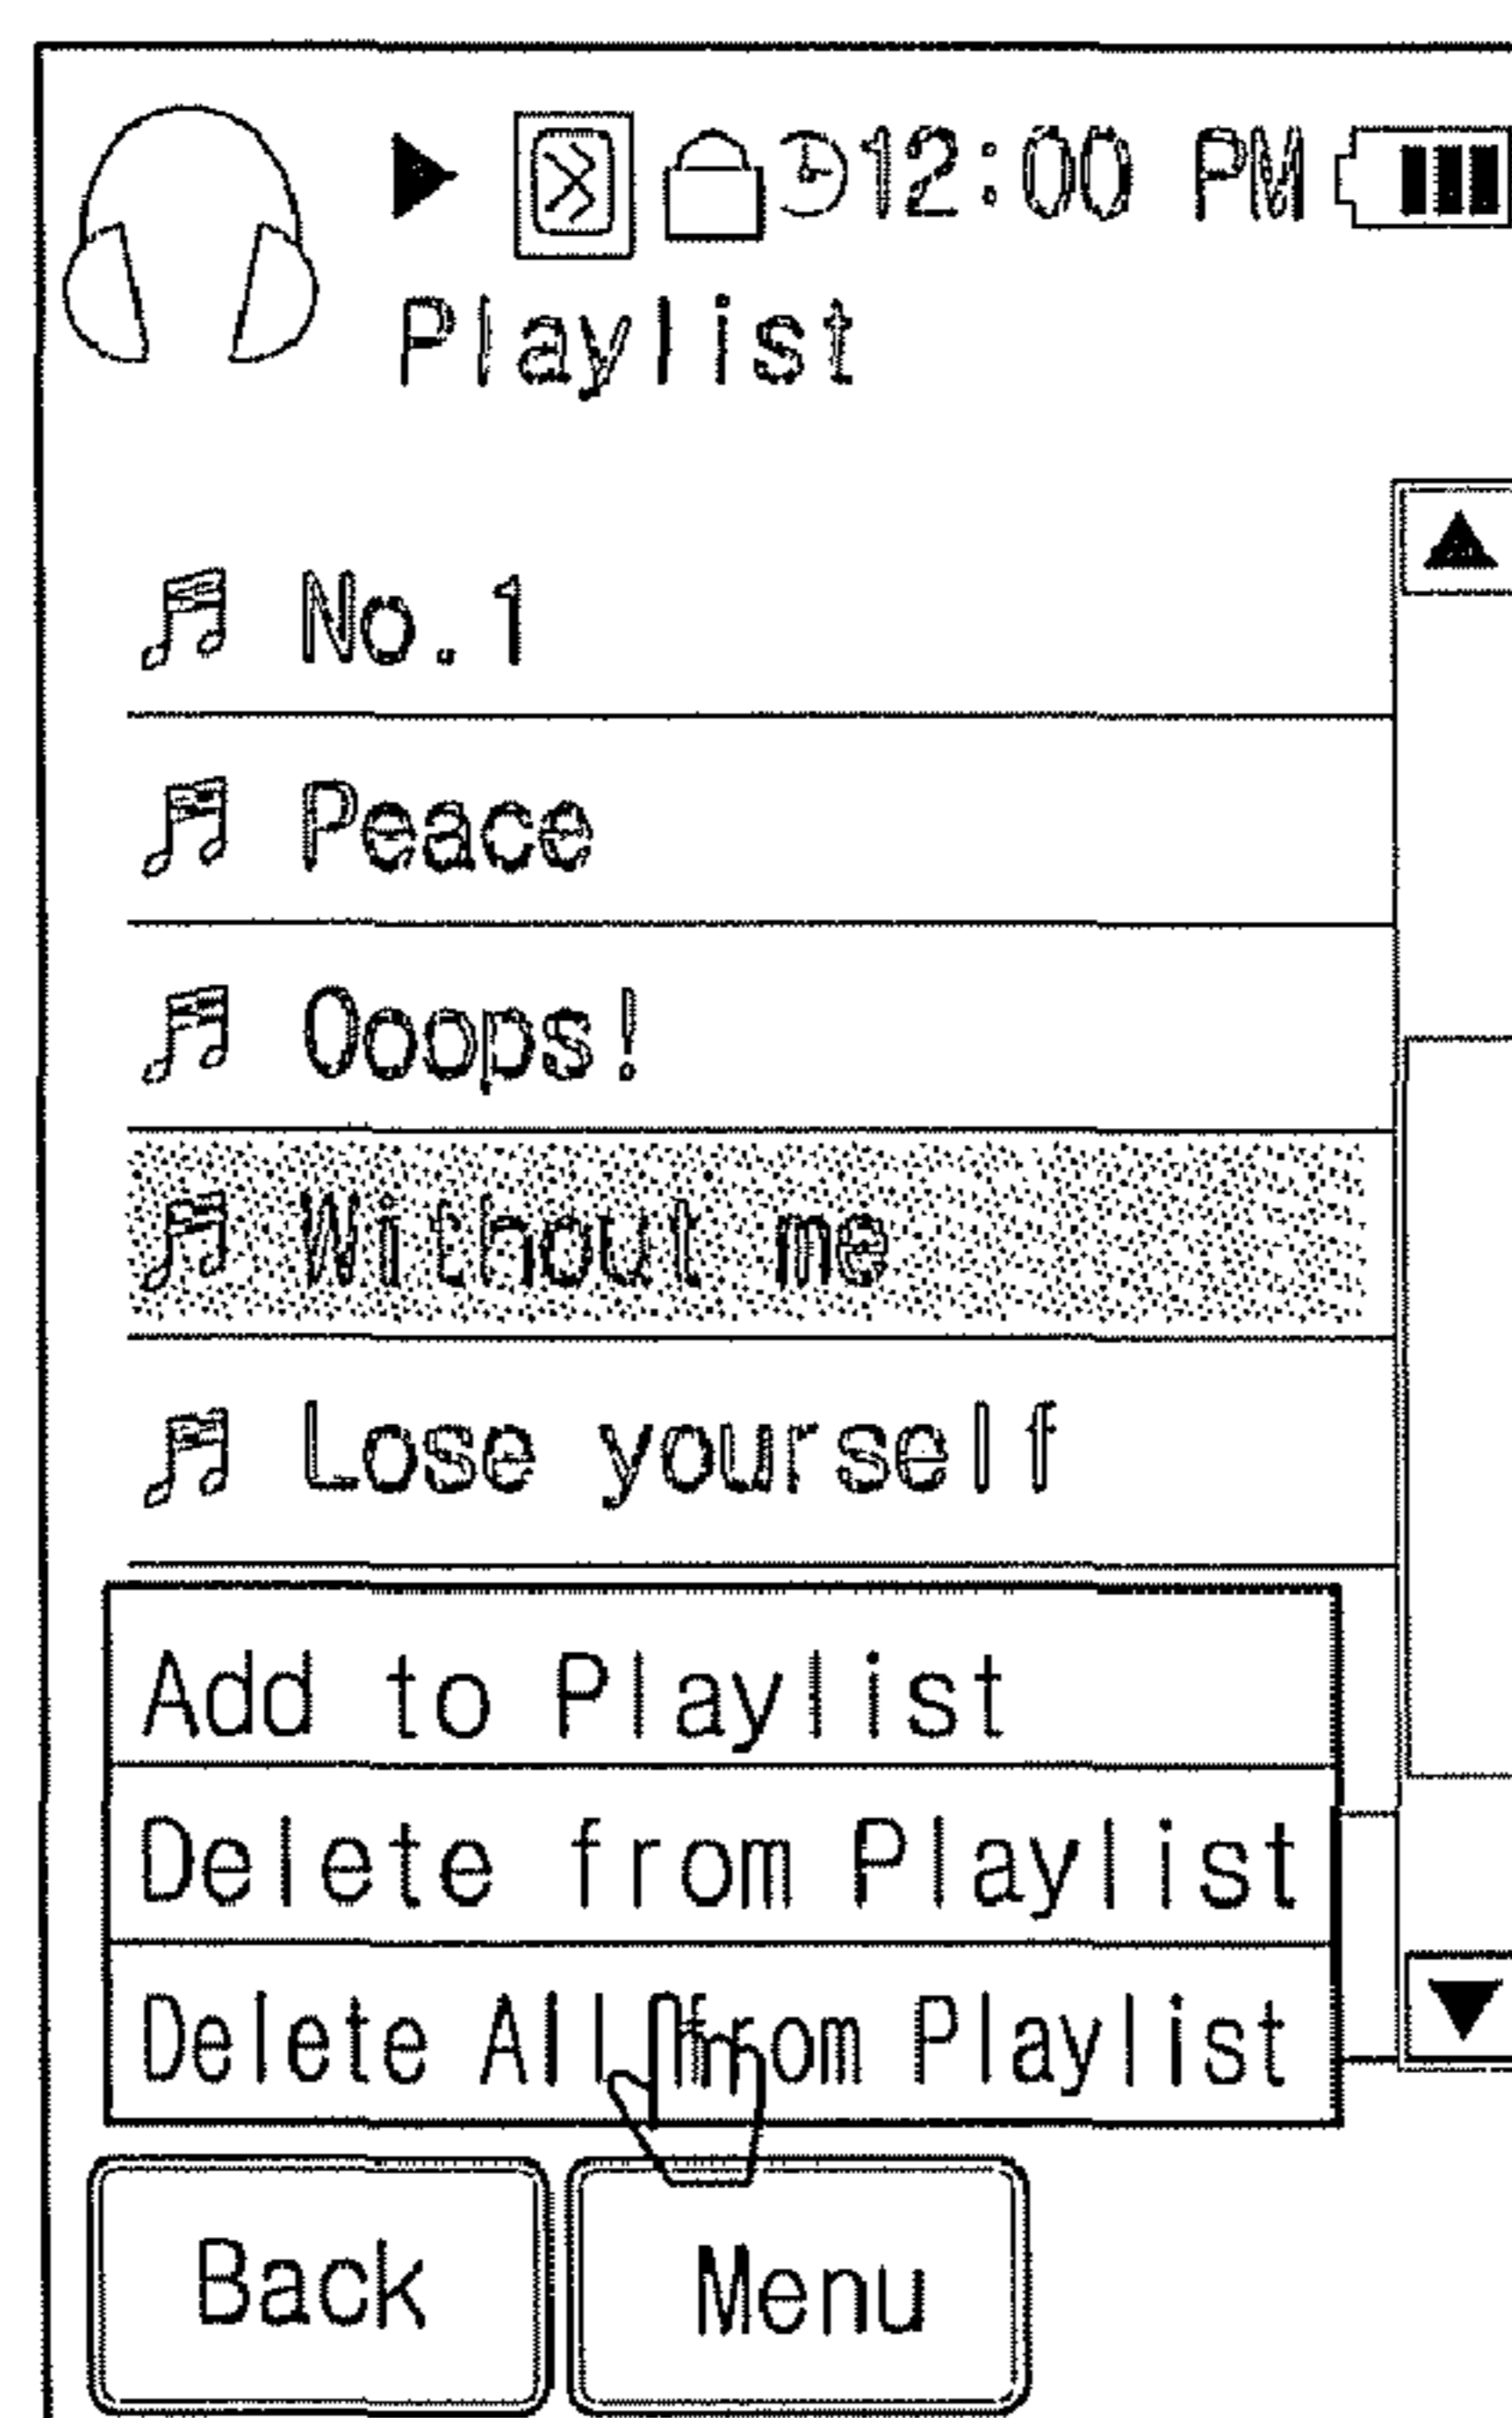 12:00 PM
Playlist
No.1
Peace
Ooops!
Without me
Lose yourself
Add to Playlist
Delete from Playlist
Delete All from Playlist
Back
Menu